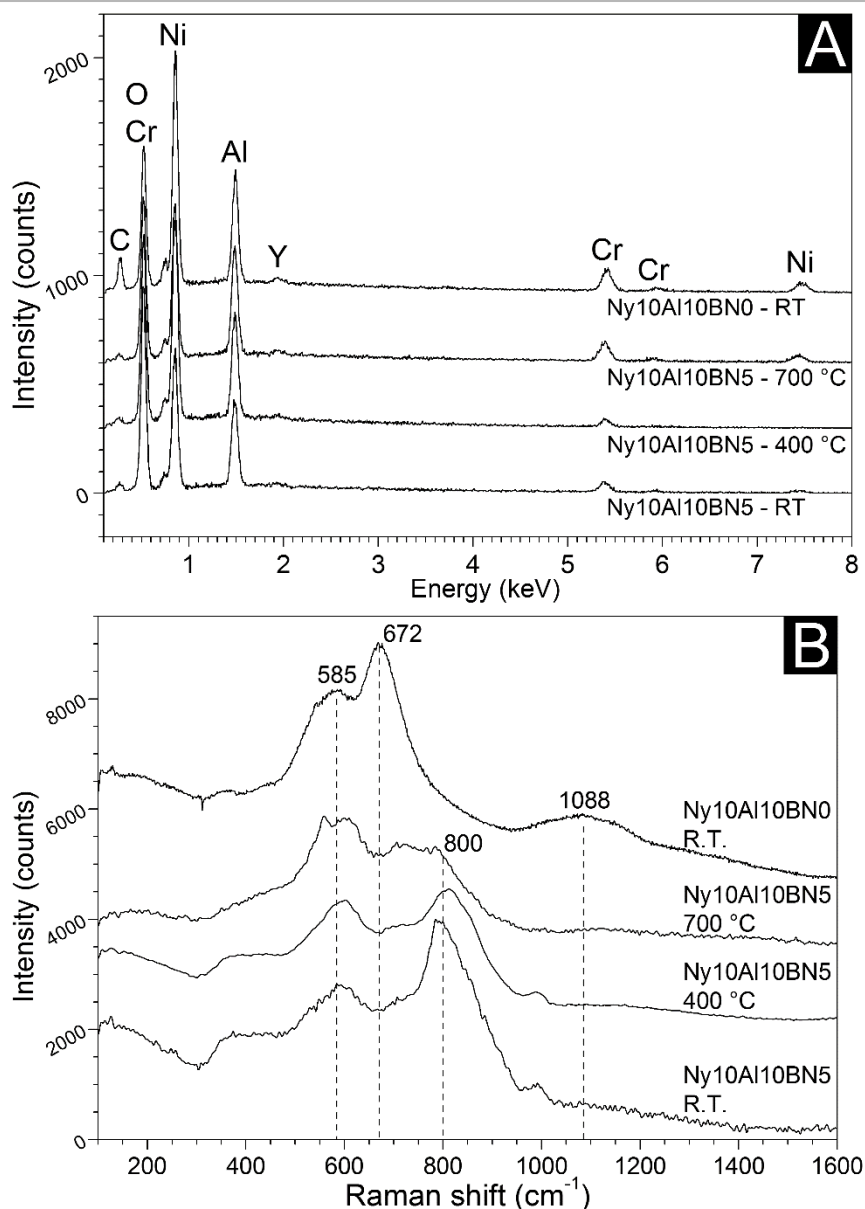 A
2000
Ni
O
Cr
Al
C
Y
Cr
Cr
Ni
1000
Ny10Al10BN0 - RT
Ny10Al10BN5 - 700 °C
Ny10Al10BN5 - 400 °C
0
Ny10Al10BN5 - RT
Intensity (counts)
1 2 3 4 5 6 7 8
Energy (keV)
B
672
585
8000
1088
Ny10Al10BN0
R.T.
6000
800
Ny10Al10BN5
700 °C
4000
Ny10Al10BN5
400 °C
2000
Ny10Al10BN5
R.T.
0
Intensity (counts)
200 400 600 800 1000 1200 1400 1600
Raman shift (cm⁻¹)